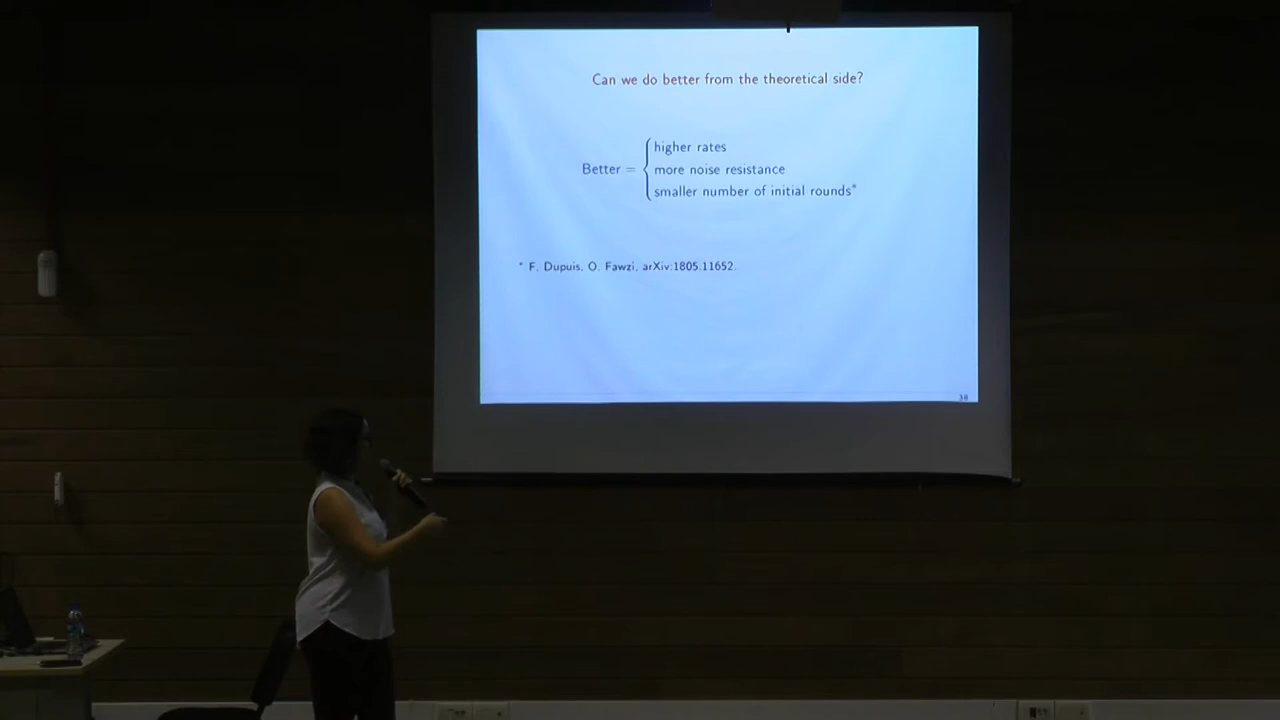 Can we do better from the theoretical side?
Better =
higher rates
more noise resistance
smaller number of initial rounds*
* F. Dupuis, O. Fawzi, arXiv:1805.11652.
38